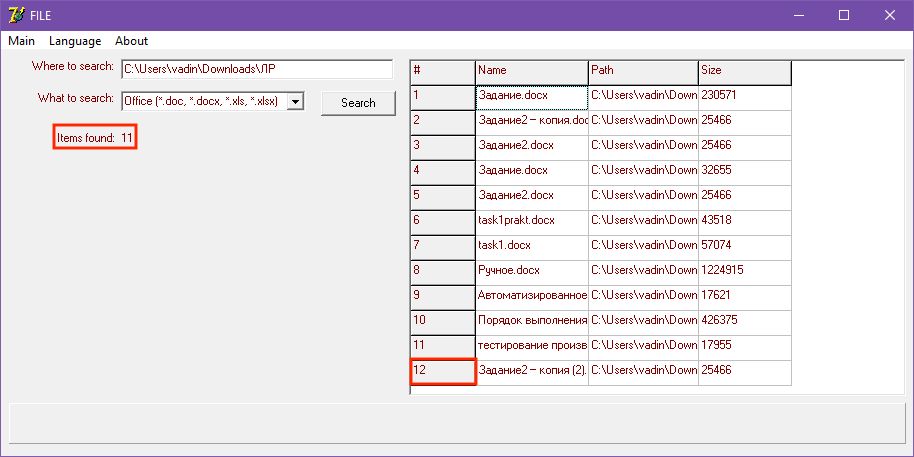 FILE
Main Language About
Where to search: C:\Users\vadin\Downloads\ЛР
What to search: Office (*.doc, *.docx, *.xls, *.xlsx) Search
Items found: 11
# Name Path Size
1 Задание.docx C:\Users\vadin\Down 230571
2 Задание2 – копия.doc C:\Users\vadin\Down 25466
3 Задание2.docx C:\Users\vadin\Down 25466
4 Задание.docx C:\Users\vadin\Down 32655
5 Задание2.docx C:\Users\vadin\Down 25466
6 task1prakt.docx C:\Users\vadin\Down 43518
7 task1.docx C:\Users\vadin\Down 57074
8 Ручное.docx C:\Users\vadin\Down 1224915
9 Автоматизированное C:\Users\vadin\Down 17621
10 Порядок выполнения C:\Users\vadin\Down 426375
11 тестирование произв C:\Users\vadin\Down 17955
12 Задание2 – копия (2). C:\Users\vadin\Down 25466